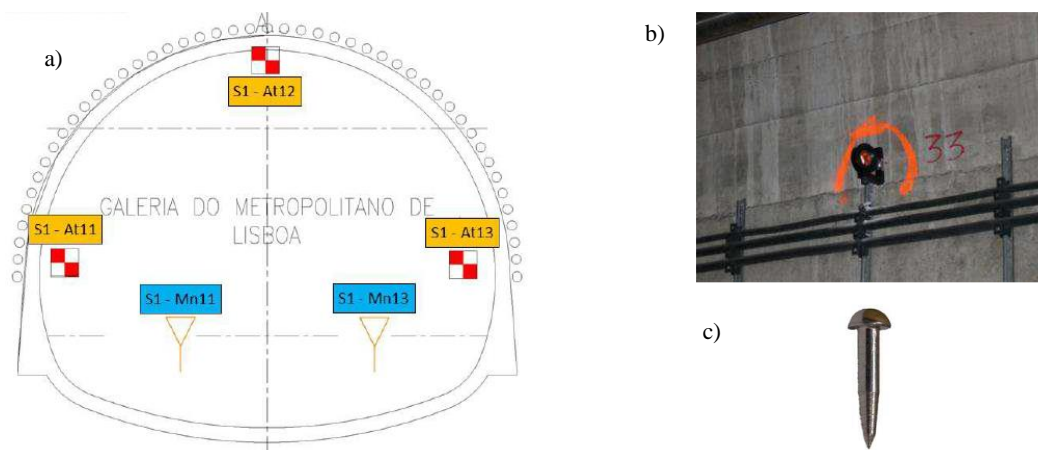 a)
A
S1 - At12
GALERIA DO METROPOLITANO DE
LISBOA
S1 - At11
S1 - At13
S1 - Mn11
S1 - Mn13
b)
33
c)